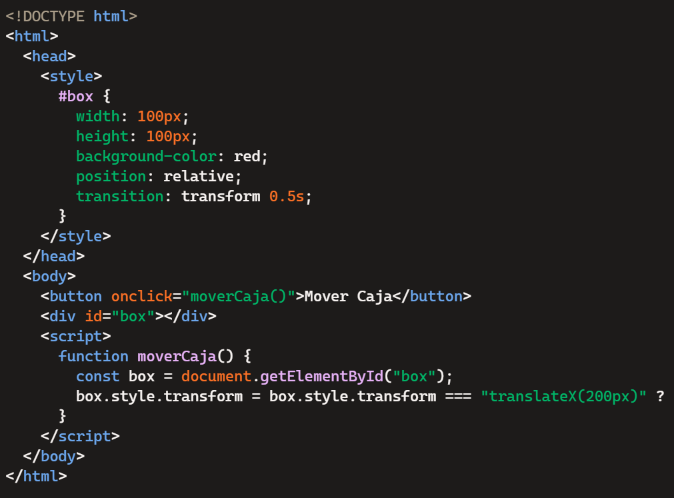 <!DOCTYPE html>
<html>
  <head>
    <style>
      #box {
        width: 100px;
        height: 100px;
        background-color: red;
        position: relative;
        transition: transform 0.5s;
      }
    </style>
  </head>
  <body>
    <button onclick="moverCaja()">Mover Caja</button>
    <div id="box"></div>
    <script>
      function moverCaja() {
        const box = document.getElementById("box");
        box.style.transform = box.style.transform === "translateX(200px)" ?
      }
    </script>
  </body>
</html>